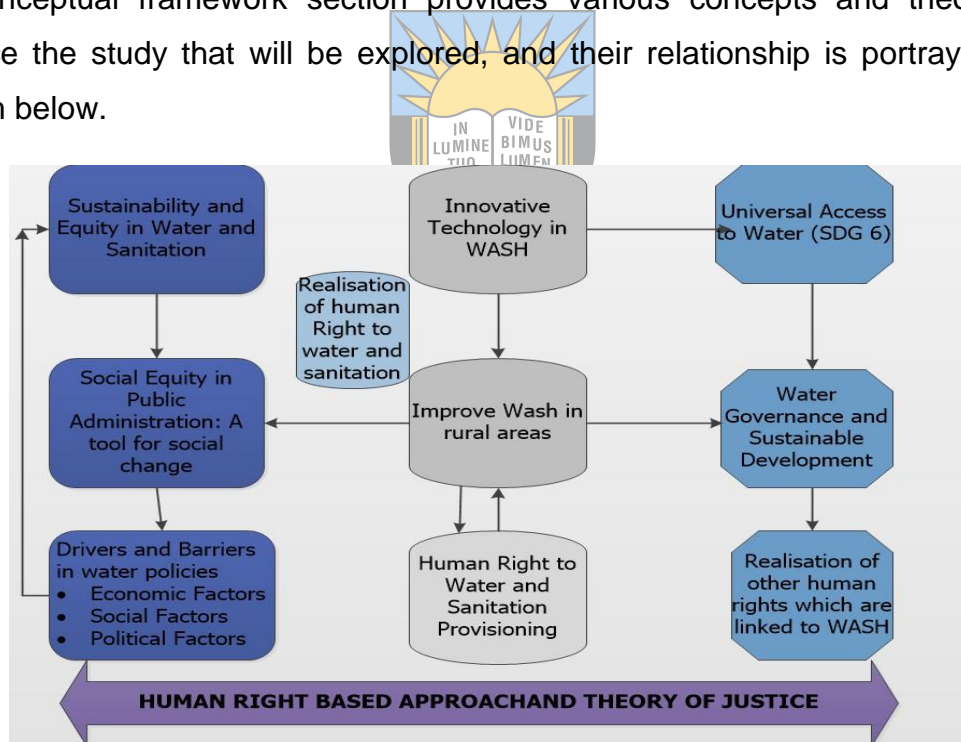 conceptual framework section provides various concepts and
the study that will be explored, and their relationship is
below.
IN
LUMINE
TUO
VIDE
BIMUS
LUMEN
Sustainability and
Equity in Water and
Sanitation
Innovative
Technology in
WASH
Universal Access
to Water (SDG 6)
Realisation
of human
Right to
water and
sanitation
Social Equity in
Public
Administration: A
tool for social
change
Improve Wash in
rural areas
Water
Governance and
Sustainable
Development
Drivers and Barriers
in water policies
• Economic Factors
• Social Factors
• Political Factors
Human Right to
Water and
Sanitation
Provisioning
Realisation of
other human
rights which are
linked to WASH
HUMAN RIGHT BASED APPROACHAND THEORY OF JUSTICE